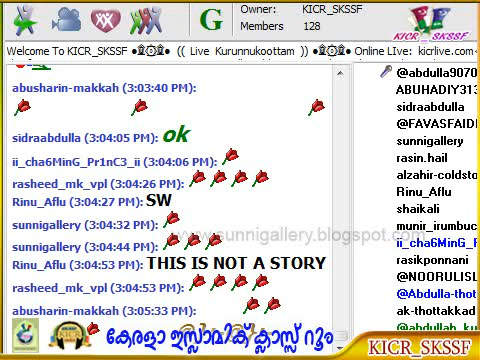 Owner: KICR_SKSSF
Members 128
G
KICR_SKSSF
Welcome To KICR_SKSSF •۩۞۩• (( Live Kurunnukoottam )) •۩۞۩• Online LIve: kicrlive.com
abusharin-makkah (3:03:40 PM):
sidraabdulla (3:04:05 PM): ok
ii_cha6MinG_Pr1nC3_ii (3:04:06 PM):
rasheed_mk_vpl (3:04:26 PM):
Rinu_Aflu (3:04:27 PM): SW
sunnigallery (3:04:32 PM):
sunnigallery (3:04:44 PM):
Rinu_Aflu (3:04:53 PM): THIS IS NOT A STORY
rasheed_mk_vpl (3:04:53 PM):
abusharin-makkah (3:05:33 PM):
www.sunnigallery.blogspot.com
@abdulla9070
ABUHADIY313
sidraabdulla
@FAVASFAIDI
sunnigallery
rasin.hail
alzahir-coldsto
Rinu_Aflu
shaikali
munii_irumbuc
ii_cha6MinG_P
rasikponnani
@NOORULISL
@Abdulla-thot
ak-thottakkad
@abdullah_ku
KICR
കേരളാ ഇസ്ലാമിക് ക്ലാസ്സ് റൂം
KICR_SKSSF